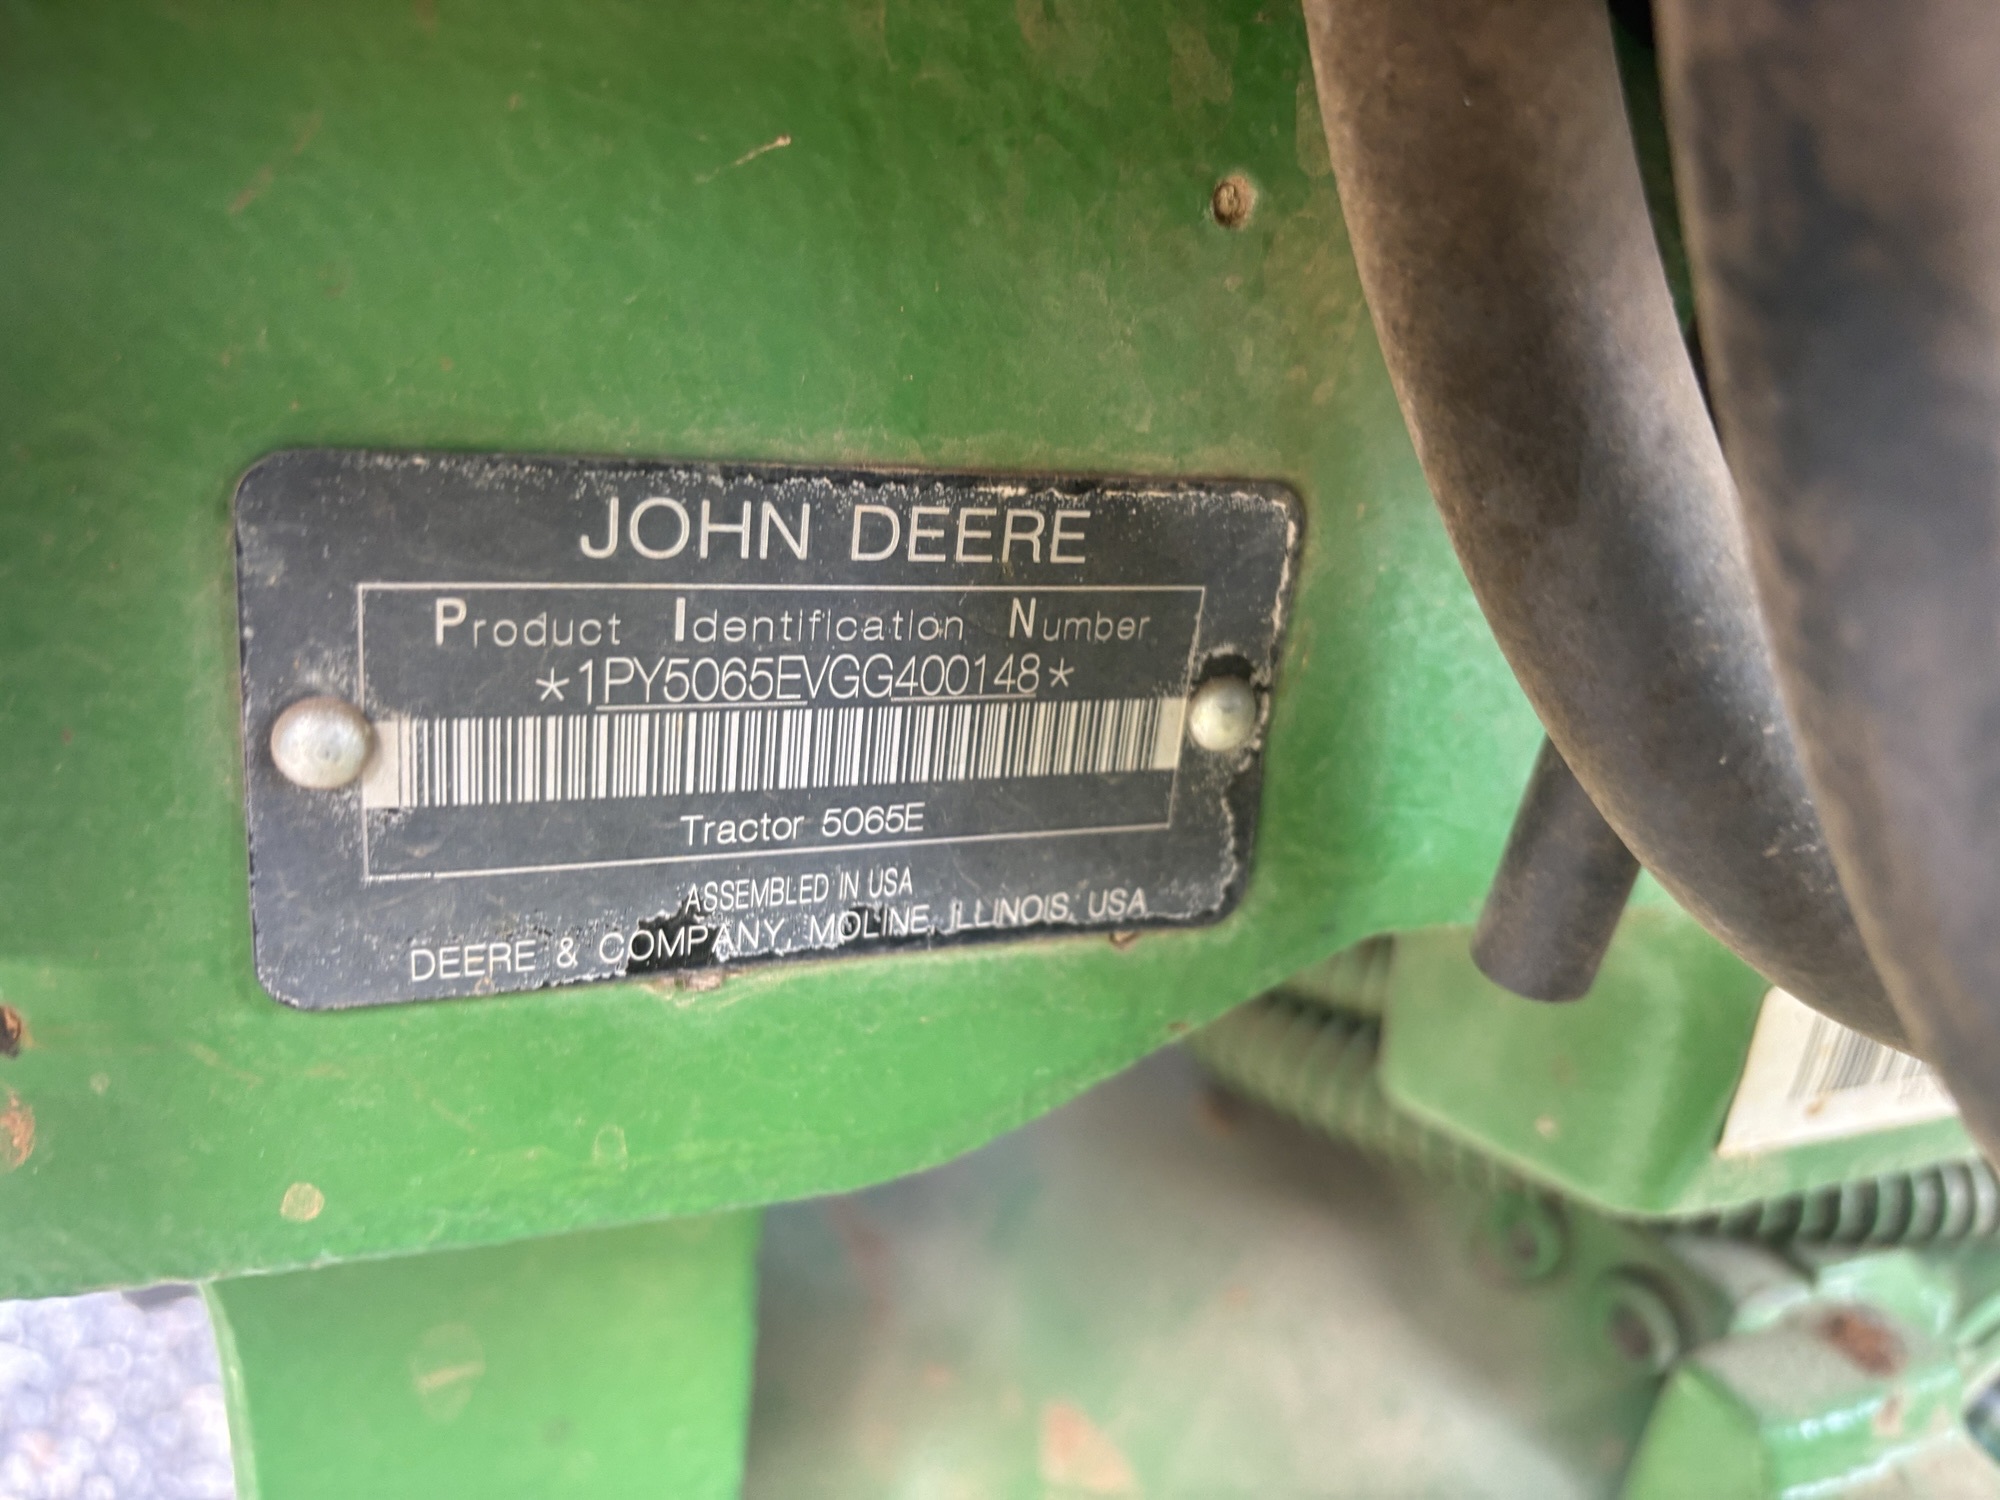 JOHN DEERE
Product Identification Number
*1PY5065EVGG400148*
Tractor 5065E
ASSEMBLED IN USA
DEERE & COMPANY, MOLINE, ILLINOIS, USA